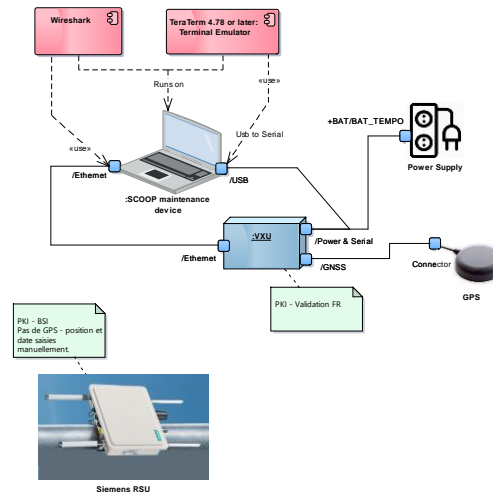 Wireshark
TeraTerm 4.78 or later:
Terminal Emulator
Runs on
«use»
«use»
Usb to Serial
+BAT/BAT_TEMPO
Power Supply
/Ethernet
/USB
:SCOOP maintenance
device
:VXU
/Power & Serial
/Ethernet
/GNSS
Connector
GPS
PKI - Validation FR
PKI - BSI
Pas de GPS - position et
date saisies
manuellement.
Siemens RSU